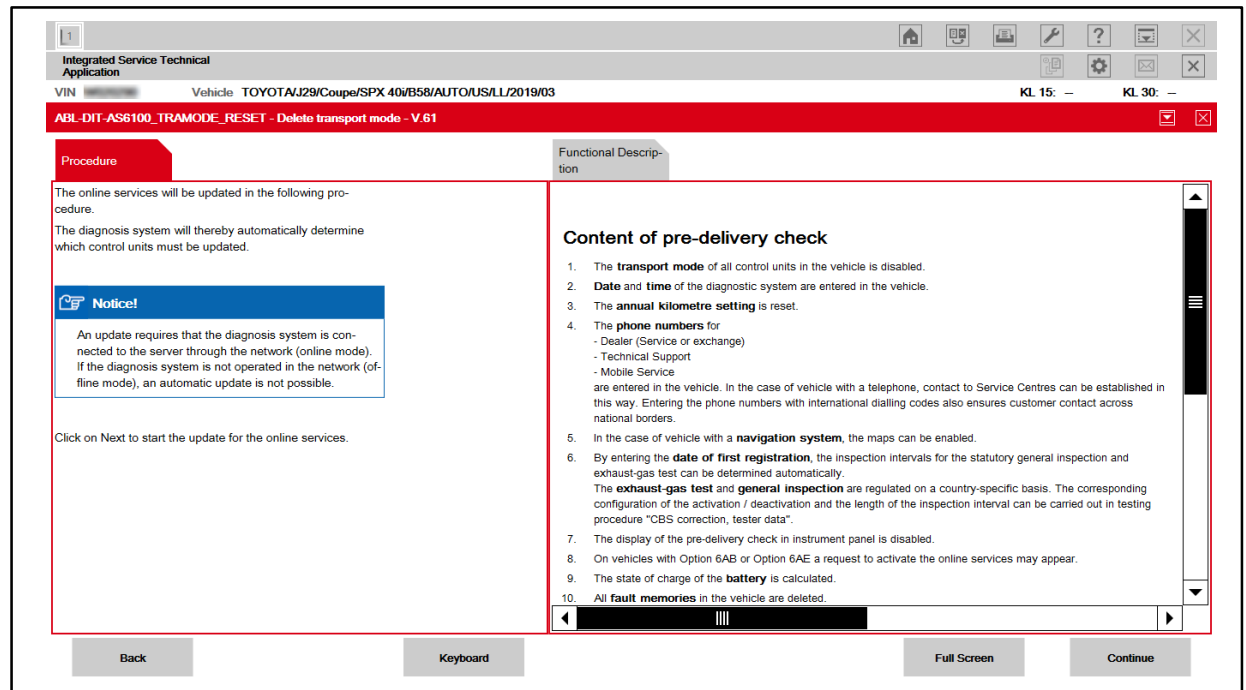 1
Integrated Service Technical
Application
VIN Vehicle TOYOTA/J29/Coupe/SPX 40i/B58/AUTO/US/LL/2019/03 KL 15: -- KL 30: --
ABL-DIT-AS6100_TRAMODE_RESET - Delete transport mode - V.61
Procedure
The online services will be updated in the following pro-
cedure.
The diagnosis system will thereby automatically determine
which control units must be updated.
Notice!
An update requires that the diagnosis system is con-
nected to the server through the network (online mode).
If the diagnosis system is not operated in the network (of-
fline mode), an automatic update is not possible.
Click on Next to start the update for the online services.
Functional Descrip-
tion
Content of pre-delivery check
1. The transport mode of all control units in the vehicle is disabled.
2. Date and time of the diagnostic system are entered in the vehicle.
3. The annual kilometre setting is reset.
4. The phone numbers for
- Dealer (Service or exchange)
- Technical Support
- Mobile Service
are entered in the vehicle. In the case of vehicle with a telephone, contact to Service Centres can be established in
this way. Entering the phone numbers with international dialling codes also ensures customer contact across
national borders.
5. In the case of vehicle with a navigation system, the maps can be enabled.
6. By entering the date of first registration, the inspection intervals for the statutory general inspection and
exhaust-gas test can be determined automatically.
The exhaust-gas test and general inspection are regulated on a country-specific basis. The corresponding
configuration of the activation / deactivation and the length of the inspection interval can be carried out in testing
procedure "CBS correction, tester data".
7. The display of the pre-delivery check in instrument panel is disabled.
8. On vehicles with Option 6AB or Option 6AE a request to activate the online services may appear.
9. The state of charge of the battery is calculated.
10. All fault memories in the vehicle are deleted.
Back Keyboard Full Screen Continue